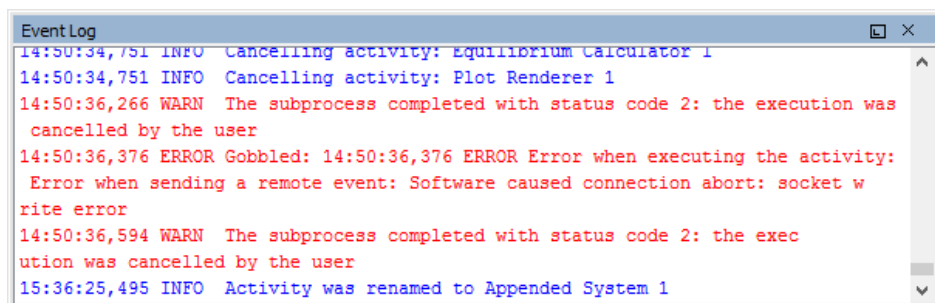 Event Log
14:50:34,751 INFO  Cancelling activity: Equilibrium Calculator 1
14:50:34,751 INFO  Cancelling activity: Plot Renderer 1
14:50:36,266 WARN  The subprocess completed with status code 2: the execution was
 cancelled by the user
14:50:36,376 ERROR Gobbled: 14:50:36,376 ERROR Error when executing the activity:
 Error when sending a remote event: Software caused connection abort: socket w
rite error
14:50:36,594 WARN  The subprocess completed with status code 2: the exec
ution was cancelled by the user
15:36:25,495 INFO  Activity was renamed to Appended System 1